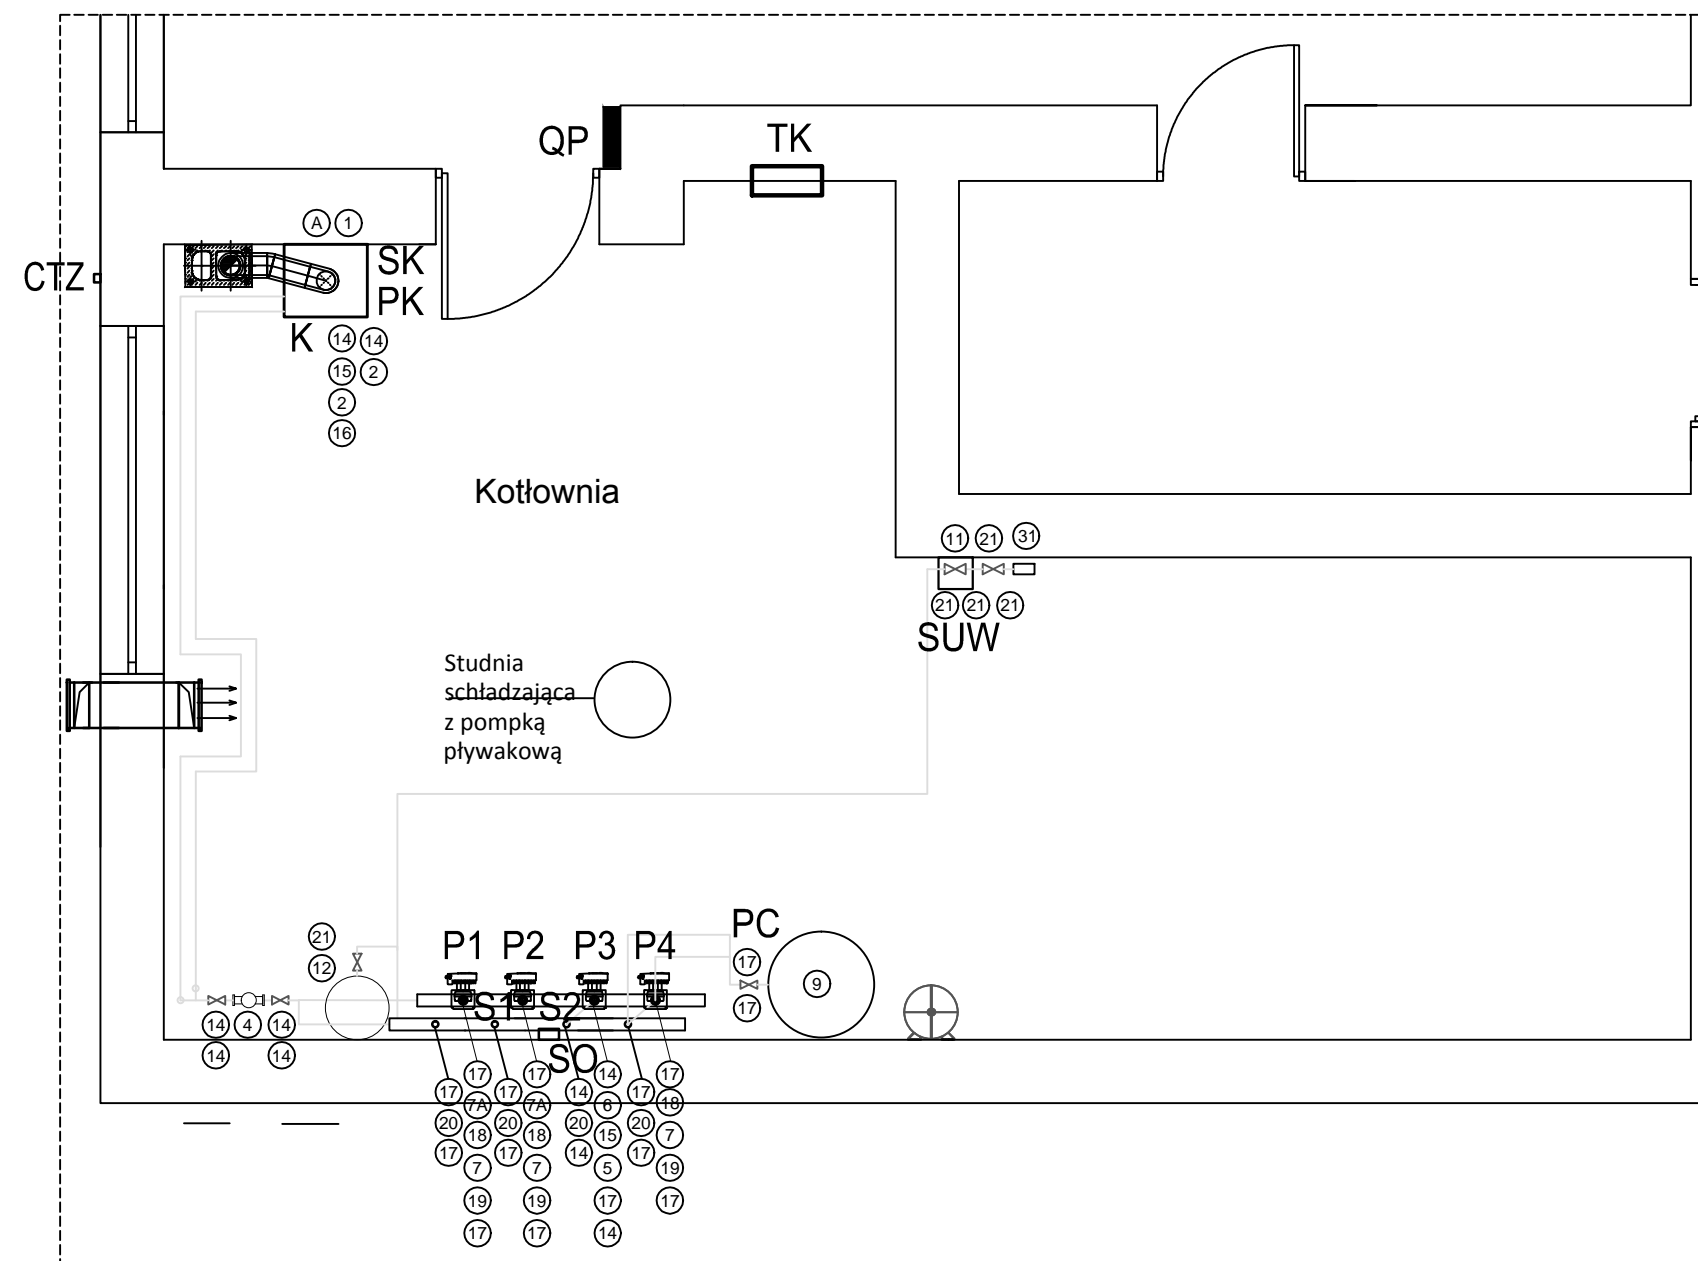 QP
TK
A 1
CTZ
SK
PK
K
14 14
15 2
2
16
Kotłownia
11 21 31
21 21 21
SUW
Studnia
schładzająca
z pompką
pływakową
21
12
P1 P2 P3 P4
PC
17
9
17
S1 S2
SO
14 4 14
14 14
17 17 14 17
17 17 14 17
7A 7A 6 18
20 20 20 20
18 18 15 7
17 17 14 17
7 7 5 19
19 19 17 17
17 17 14